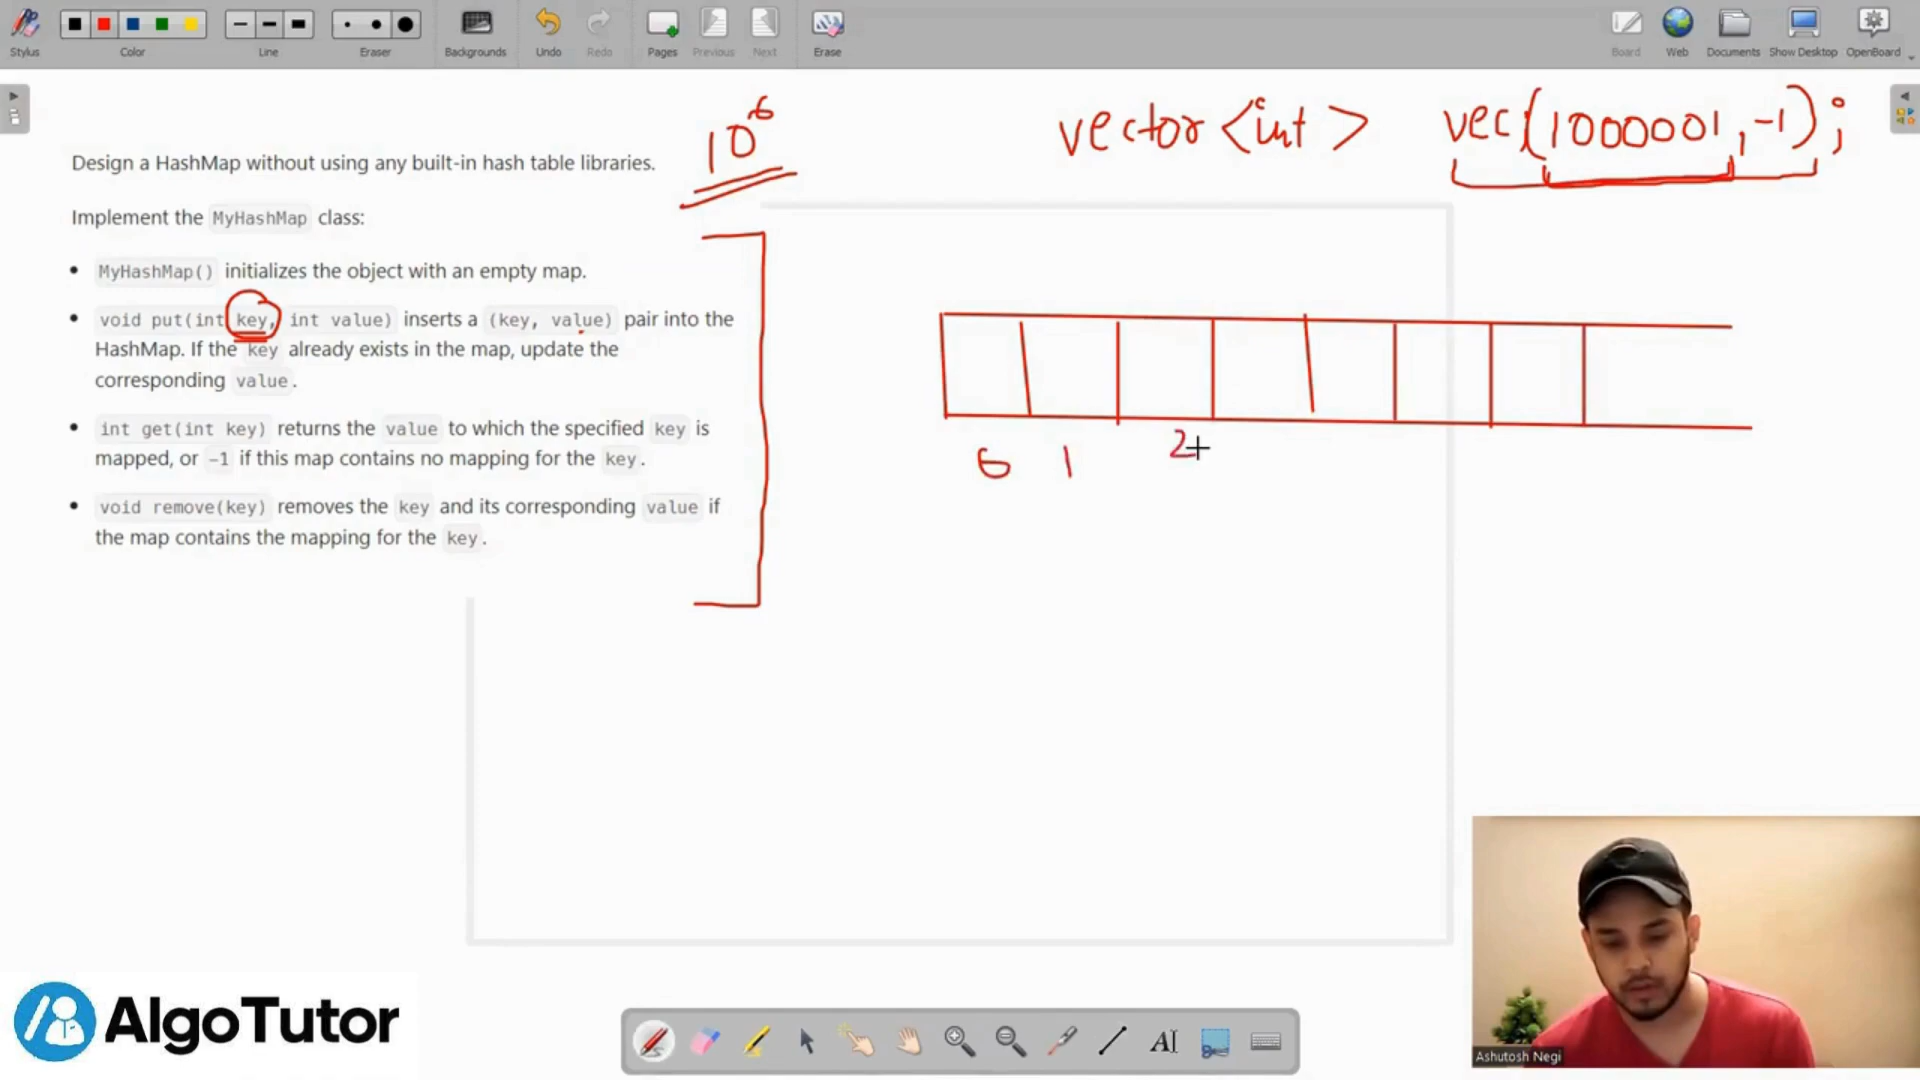 Stylus
Color
Line
Eraser
Backgrounds
Undo
Redo
Pages
Previous
Next
Erase
Board
Web
Documents
Show Desktop
OpenBoard
10^6
vector <int> vec(1000001, -1);
Design a HashMap without using any built-in hash table libraries.
Implement the MyHashMap class:
• MyHashMap() initializes the object with an empty map.
• void put(int key, int value) inserts a (key, value) pair into the
HashMap. If the key already exists in the map, update the
corresponding value.
• int get(int key) returns the value to which the specified key is
mapped, or -1 if this map contains no mapping for the key.
• void remove(key) removes the key and its corresponding value if
the map contains the mapping for the key.
0 1 2
AlgoTutor
AI
Ashutosh Negi